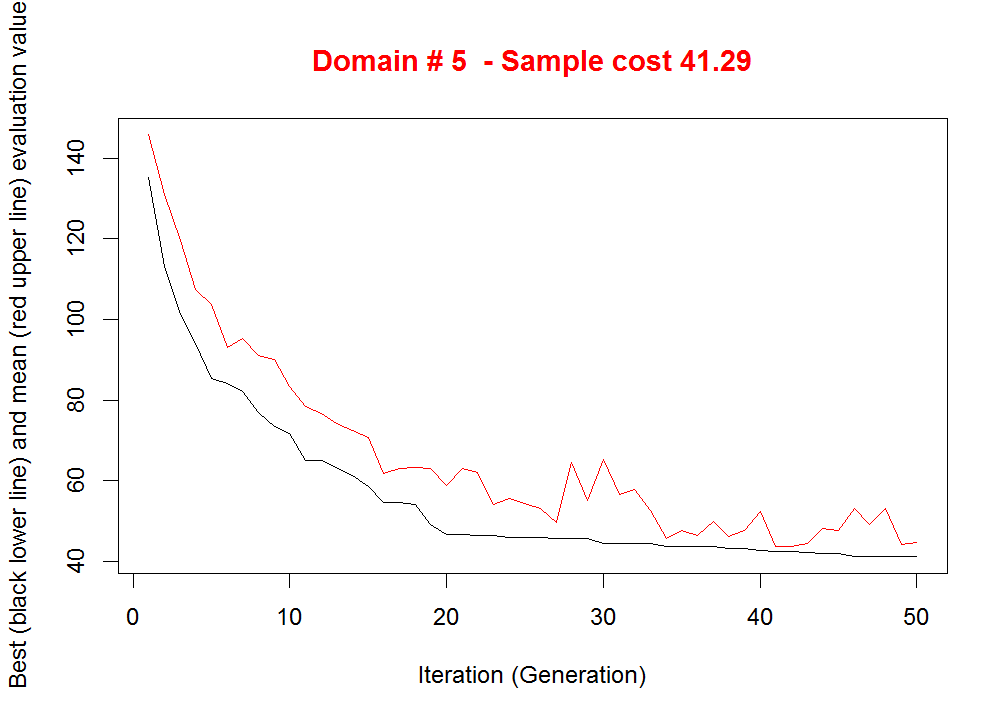 Domain # 5  - Sample cost 41.29
Best (black lower line) and mean (red upper line) evaluation value
140
120
100
80
60
40
0 10 20 30 40 50
Iteration (Generation)